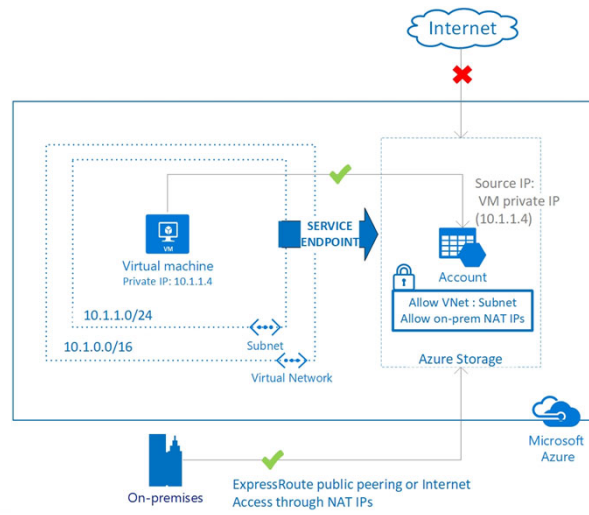 Internet
Source IP:
VM private IP
(10.1.1.4)
SERVICE
ENDPOINT
VM
Virtual machine
Private IP: 10.1.1.4
Account
Allow VNet : Subnet
Allow on-prem NAT IPs
10.1.1.0/24
Subnet
10.1.0.0/16
Virtual Network
Azure Storage
Microsoft
Azure
On-premises
ExpressRoute public peering or Internet
Access through NAT IPs